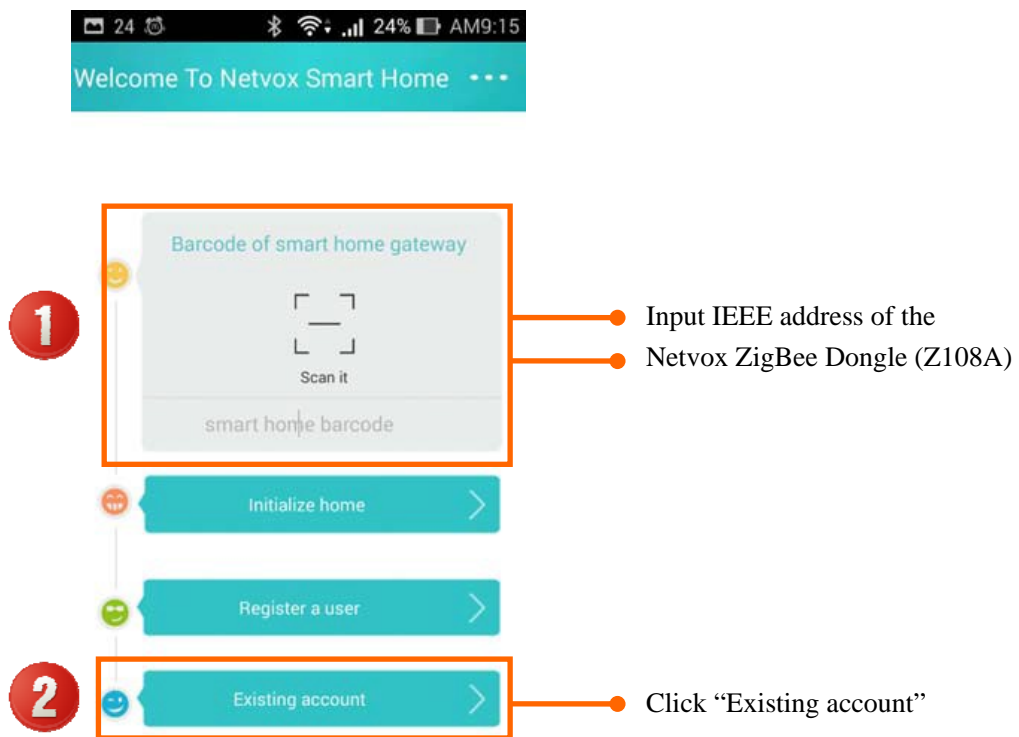 24 24% AM9:15
Welcome To Netvox Smart Home
Barcode of smart home gateway
1
Input IEEE address of the
Netvox ZigBee Dongle (Z108A)
Scan it
smart home barcode
Initialize home
Register a user
2
Existing account
Click “Existing account”